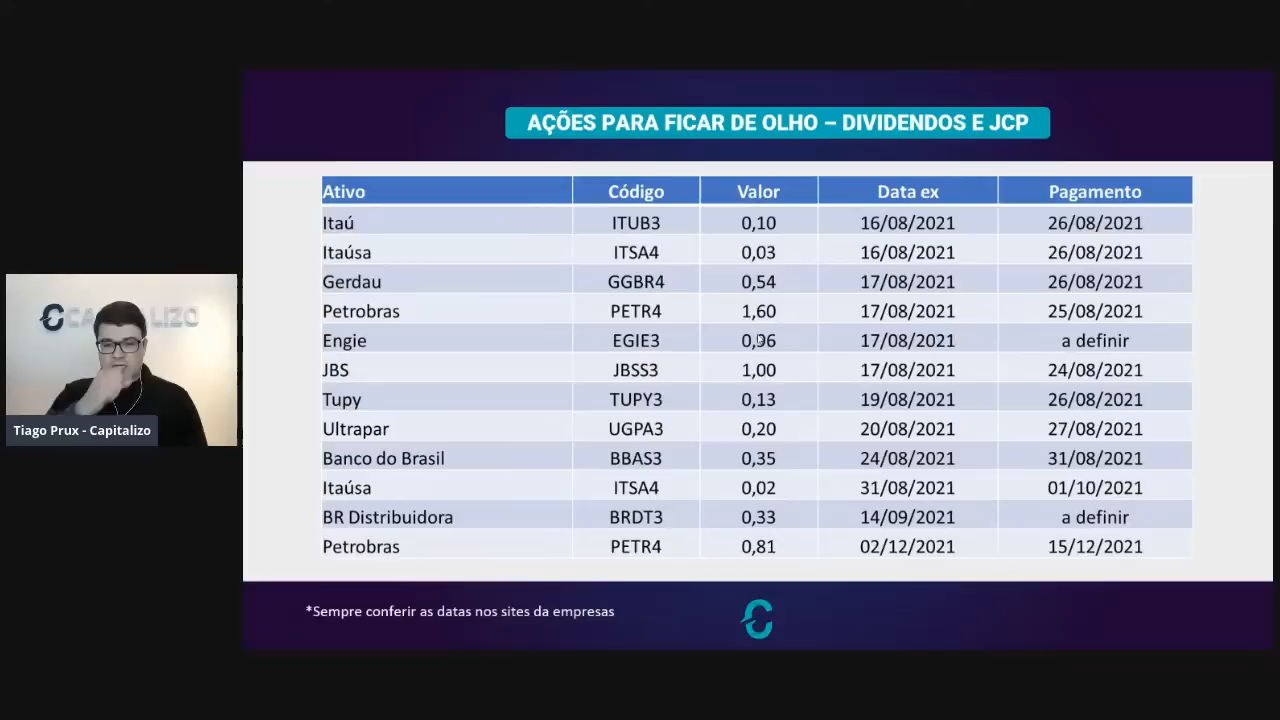 AÇÕES PARA FICAR DE OLHO – DIVIDENDOS E JCP
Ativo Código Valor Data ex Pagamento
Itaú ITUB3 0,10 16/08/2021 26/08/2021
Itaúsa ITSA4 0,03 16/08/2021 26/08/2021
Gerdau GGBR4 0,54 17/08/2021 26/08/2021
Petrobras PETR4 1,60 17/08/2021 25/08/2021
Engie EGIE3 0,96 17/08/2021 a definir
JBS JBSS3 1,00 17/08/2021 24/08/2021
Tupy TUPY3 0,13 19/08/2021 26/08/2021
Ultrapar UGPA3 0,20 20/08/2021 27/08/2021
Banco do Brasil BBAS3 0,35 24/08/2021 31/08/2021
Itaúsa ITSA4 0,02 31/08/2021 01/10/2021
BR Distribuidora BRDT3 0,33 14/09/2021 a definir
Petrobras PETR4 0,81 02/12/2021 15/12/2021
*Sempre conferir as datas nos sites da empresas
Tiago Prux - Capitalizo